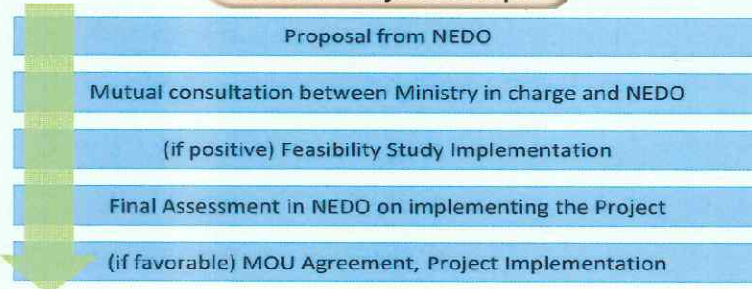 Proposal from NEDO
Mutual consultation between Ministry in charge and NEDO
(if positive) Feasibility Study Implementation
Final Assessment in NEDO on implementing the Project
(if favorable) MOU Agreement, Project Implementation